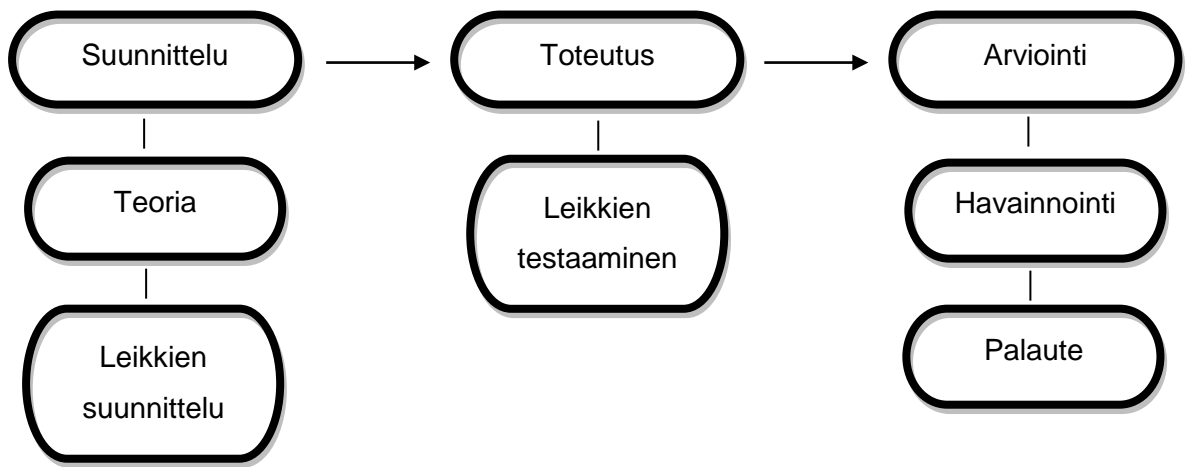 Suunnittelu
Toteutus
Arviointi
Teoria
Leikkien
testaaminen
Havainnointi
Leikkien
suunnittelu
Palaute